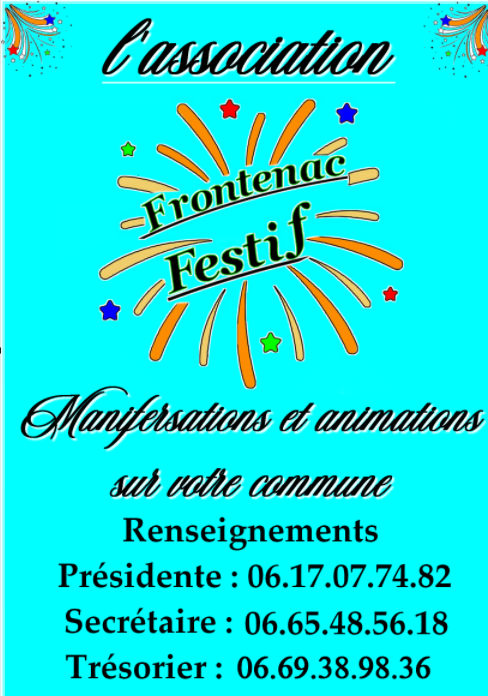 l'association
Frontenac
Festif
Manifersations et animations
sur votre commune
Renseignements
Présidente : 06.17.07.74.82
Secrétaire : 06.65.48.56.18
Trésorier : 06.69.38.98.36